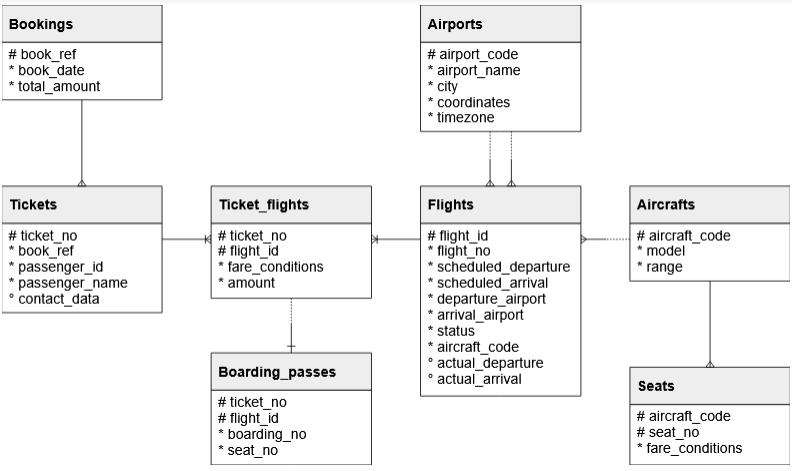 Bookings
# book_ref
* book_date
* total_amount
Airports
# airport_code
* airport_name
* city
* coordinates
* timezone
Tickets
# ticket_no
* book_ref
* passenger_id
* passenger_name
° contact_data
Ticket_flights
# ticket_no
# flight_id
* fare_conditions
* amount
Flights
# flight_id
* flight_no
* scheduled_departure
* scheduled_arrival
* departure_airport
* arrival_airport
* status
* aircraft_code
° actual_departure
° actual_arrival
Aircrafts
# aircraft_code
* model
* range
Boarding_passes
# ticket_no
# flight_id
* boarding_no
* seat_no
Seats
# aircraft_code
# seat_no
* fare_conditions